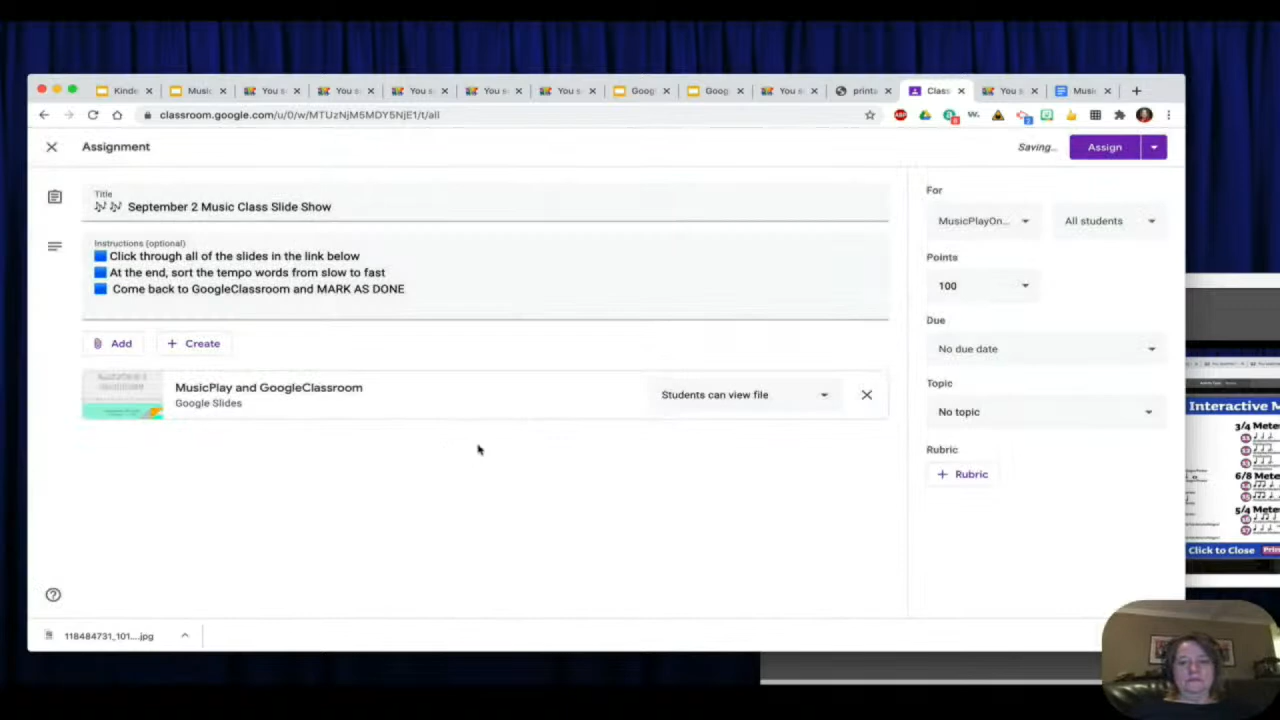 Kinde
Music
You s
You s
You s
You s
You s
Googl
Goog
You s
printa
Class
You s
Music
classroom.google.com/u/0/w/MTUzNjM5MDY5NjE1/t/all
Assignment
Saving...
Assign
Title
🎶 🎶 September 2 Music Class Slide Show
Instructions (optional)
🟦 Click through all of the slides in the link below
🟦 At the end, sort the tempo words from slow to fast
🟦 Come back to GoogleClassroom and MARK AS DONE
Add
+ Create
MusicPlay and GoogleClassroom
Google Slides
Students can view file
For
MusicPlayOn...
All students
Points
100
Due
No due date
Topic
No topic
Rubric
+ Rubric
118484731_101....jpg
Interactive M
3/4 Mete
6/8 Mete
5/4 Mete
Click to Close
Prin